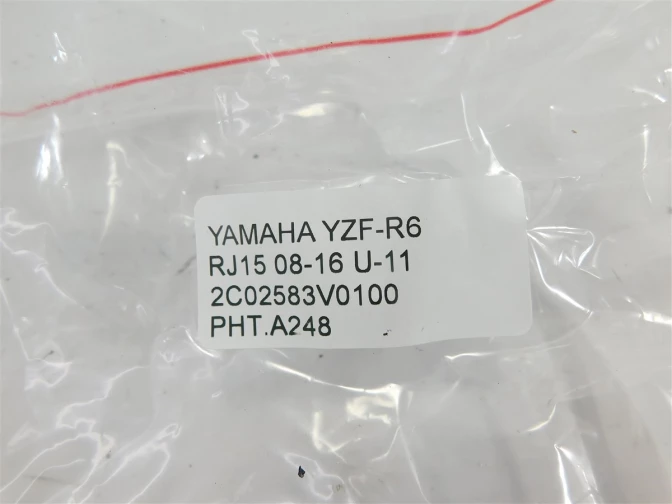 YAMAHA YZF-R6
RJ15 08-16 U-11
2C02583V0100
PHT.A248